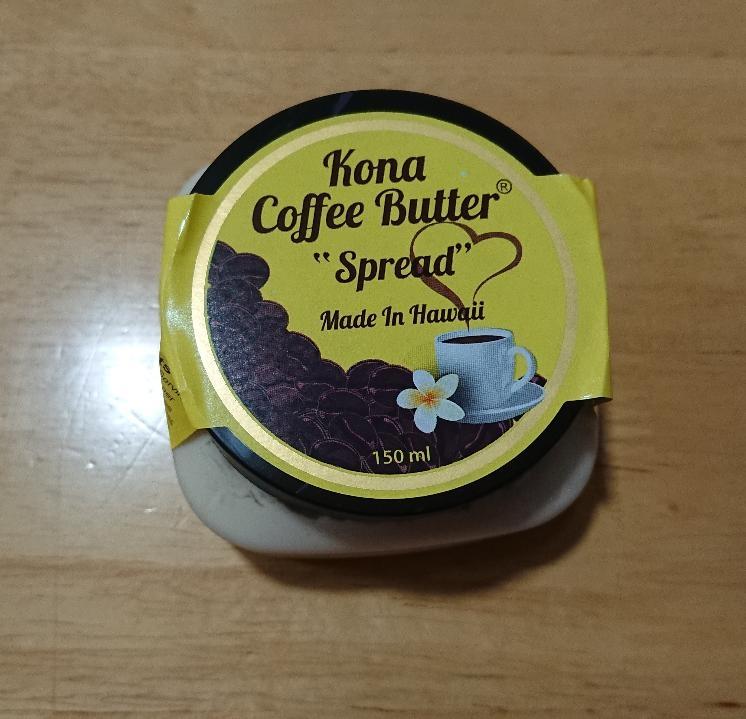 Kona
Coffee Butter®
“Spread”
Made In Hawaii
150 ml